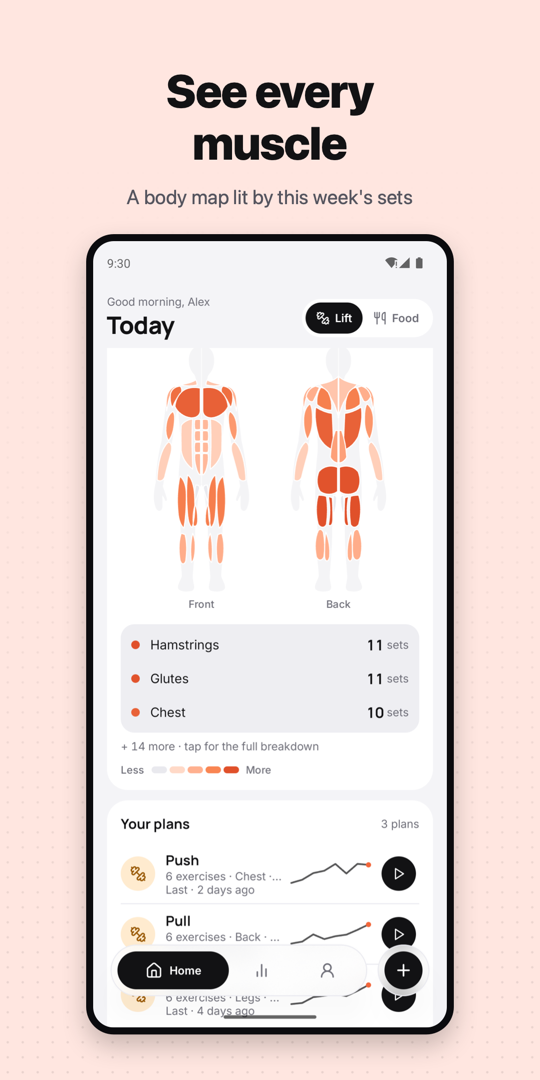 See every
muscle
A body map lit by this week's sets
9:30
Good morning, Alex
Today
Lift
Food
Front
Back
Hamstrings 11 sets
Glutes 11 sets
Chest 10 sets
+ 14 more · tap for the full breakdown
Less More
Your plans 3 plans
Push
6 exercises · Chest ·...
Last · 2 days ago
Pull
6 exercises · Back · ...
Home
6 exercises · Legs · ...
Last · 4 days ago